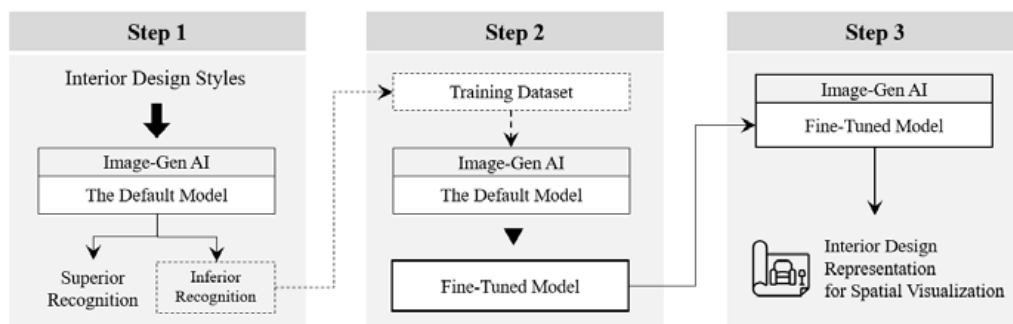 Step 1
Interior Design Styles
Image-Gen AI
The Default Model
Superior
Recognition
Inferior
Recognition
Step 2
Training Dataset
Image-Gen AI
The Default Model
Fine-Tuned Model
Step 3
Image-Gen AI
Fine-Tuned Model
Interior Design
Representation
for Spatial Visualization